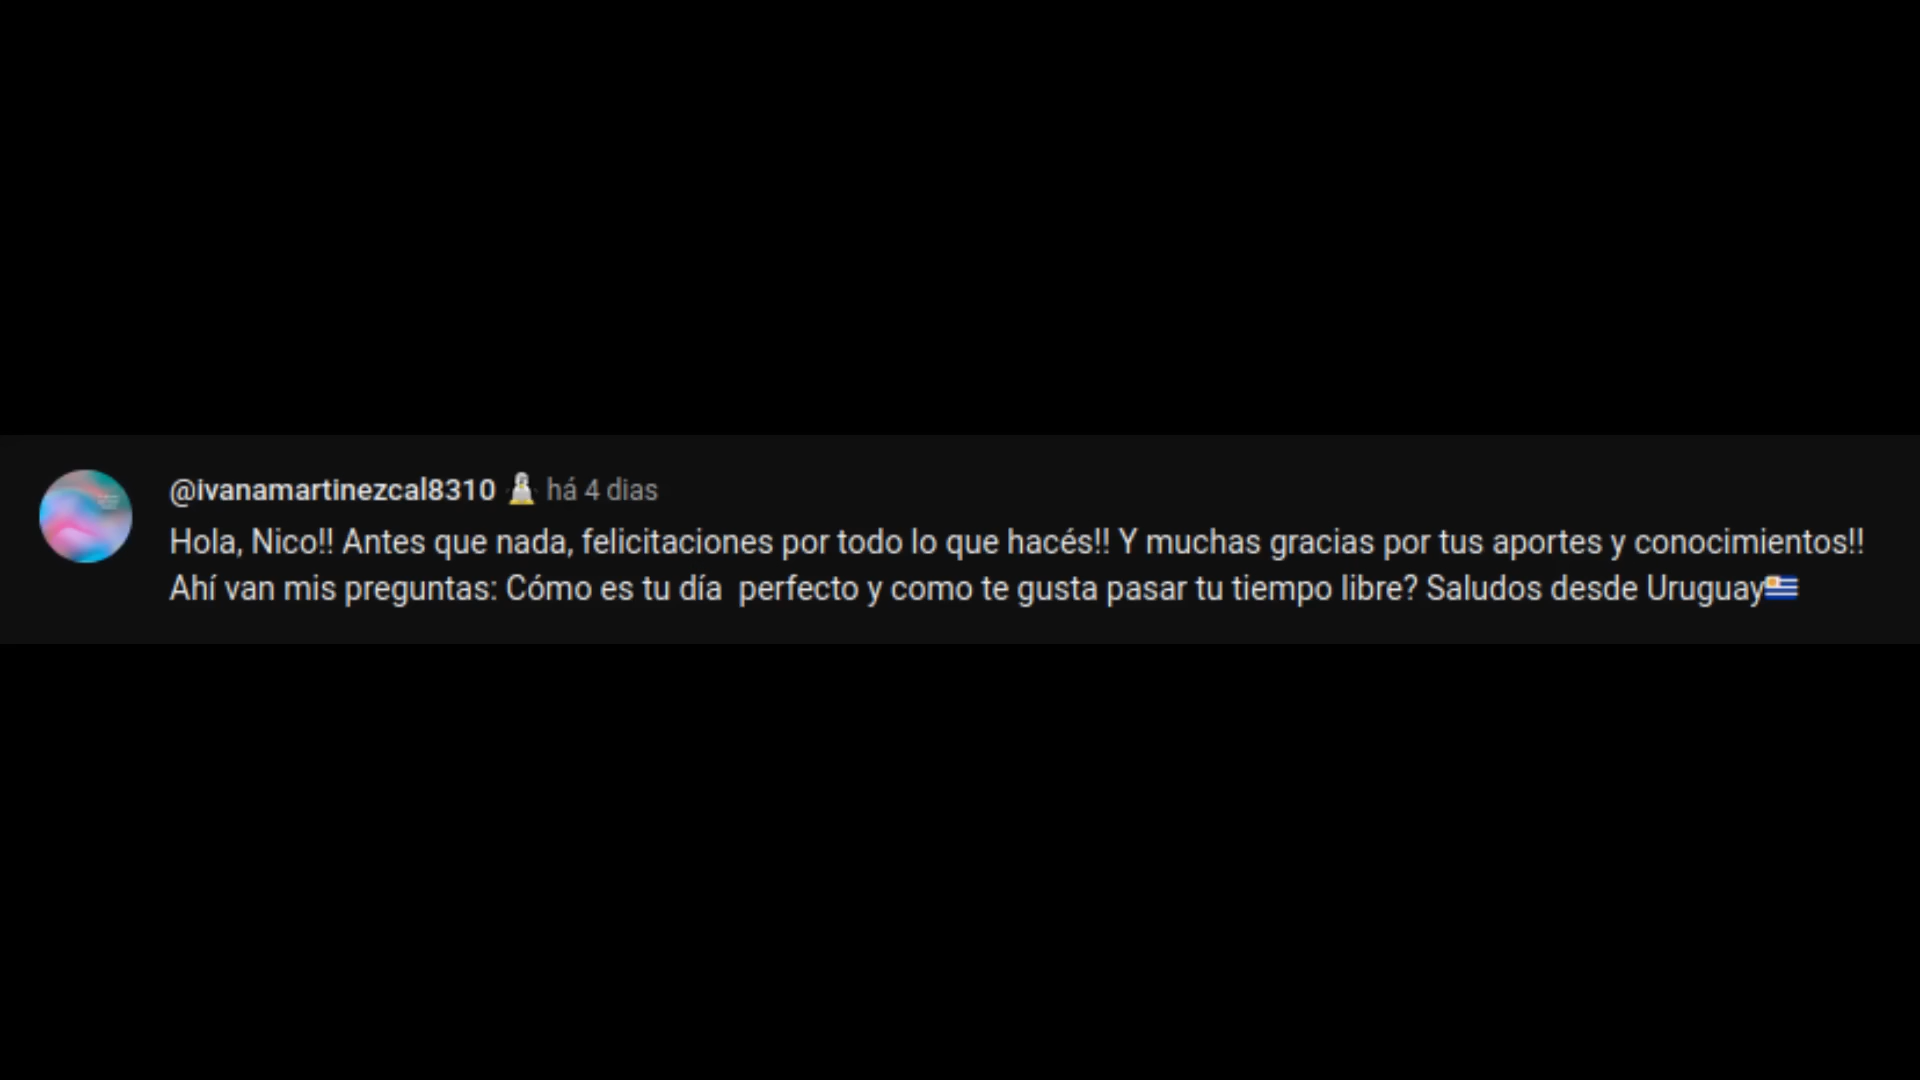 @ivanamartinezcal8310 há 4 dias
Hola, Nico!! Antes que nada, felicitaciones por todo lo que hacés!! Y muchas gracias por tus aportes y conocimientos!!
Ahí van mis preguntas: Cómo es tu día  perfecto y como te gusta pasar tu tiempo libre? Saludos desde Uruguay🇺🇾